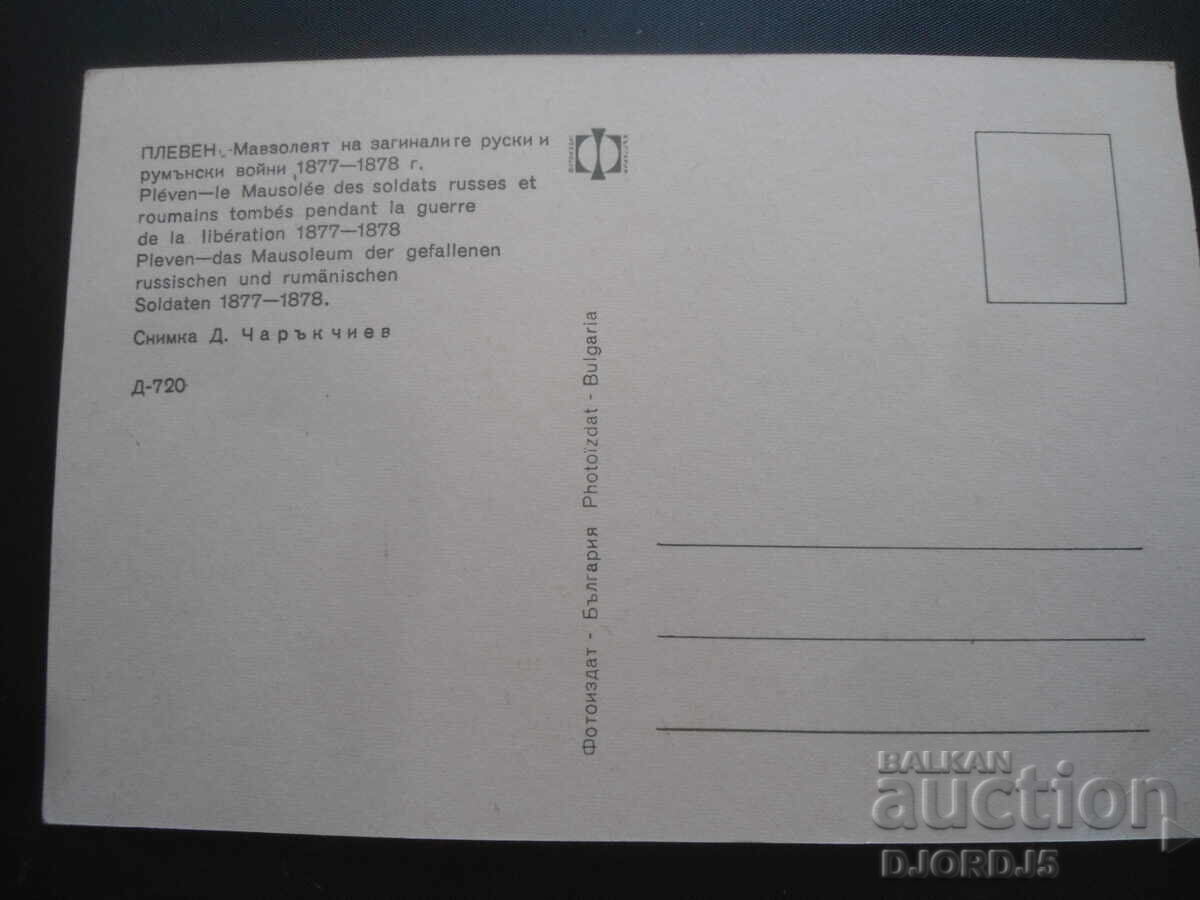 ПЛЕВЕН -Мавзолеят на загиналите руски и
румънски войни 1877—1878 г.
Pléven—le Mausolée des soldats russes et
roumains tombés pendant la guerre
de la libération 1877—1878
Pleven—das Mausoleum der gefallenen
russischen und rumänischen
Soldaten 1877—1878.
Снимка Д. Чаръкчиев
Д-720
Фотоиздат - България Photoïzdat - Bulgaria
BALKAN
auction
DJORDJ5